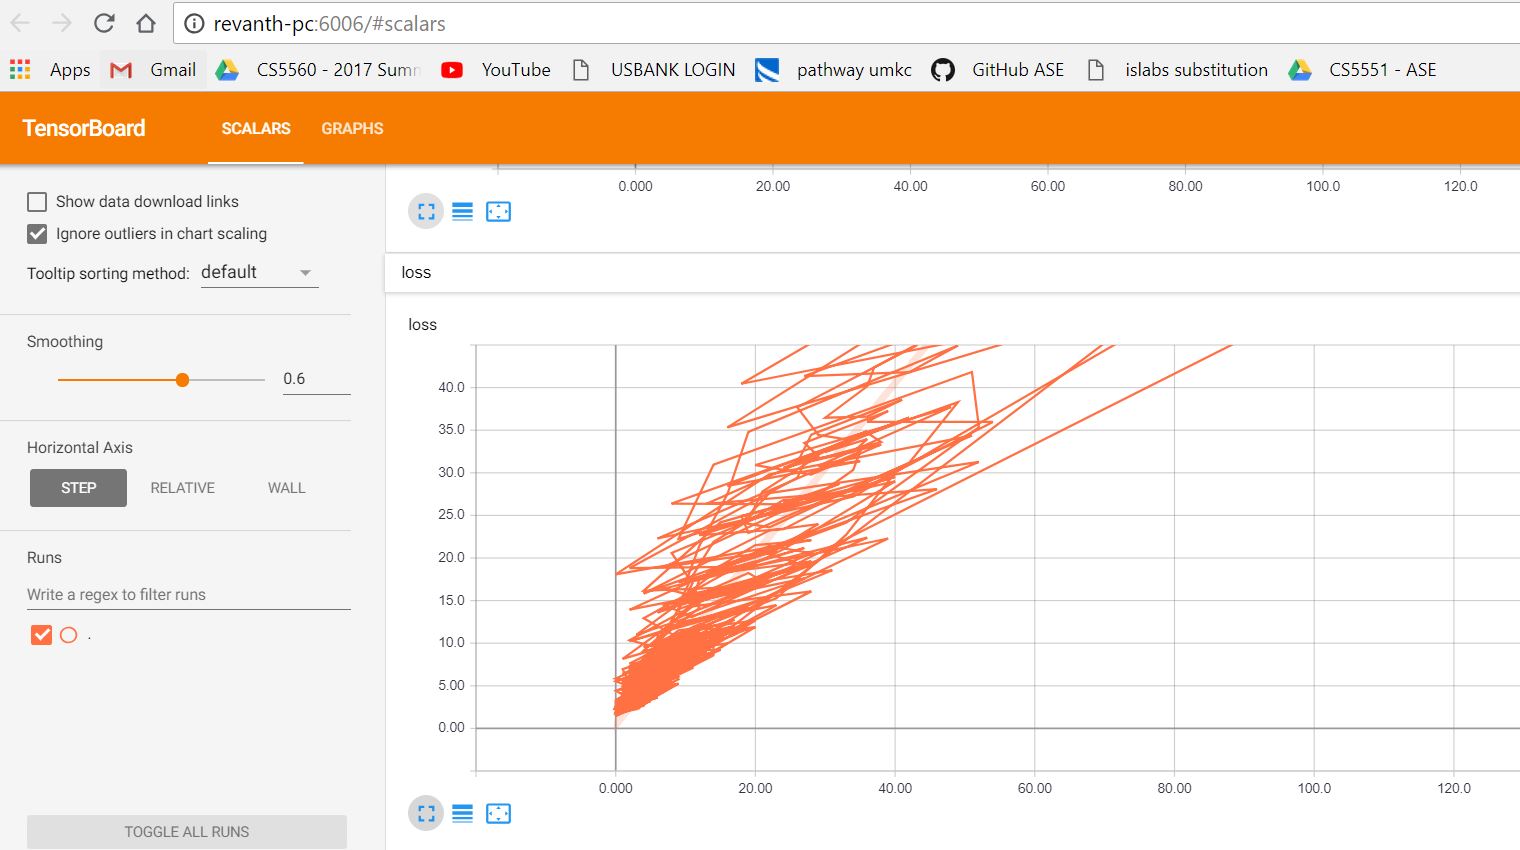 revanth-pc:6006/#scalars
Apps Gmail CS5560 - 2017 Sumn YouTube USBANK LOGIN pathway umkc GitHub ASE islabs substitution CS5551 - ASE
TensorBoard SCALARS GRAPHS
Show data download links
Ignore outliers in chart scaling
Tooltip sorting method: default
Smoothing
0.6
Horizontal Axis
STEP RELATIVE WALL
Runs
Write a regex to filter runs
.
TOGGLE ALL RUNS
0.000 20.00 40.00 60.00 80.00 100.0 120.0
loss
loss
40.0
35.0
30.0
25.0
20.0
15.0
10.0
5.00
0.00
0.000 20.00 40.00 60.00 80.00 100.0 120.0